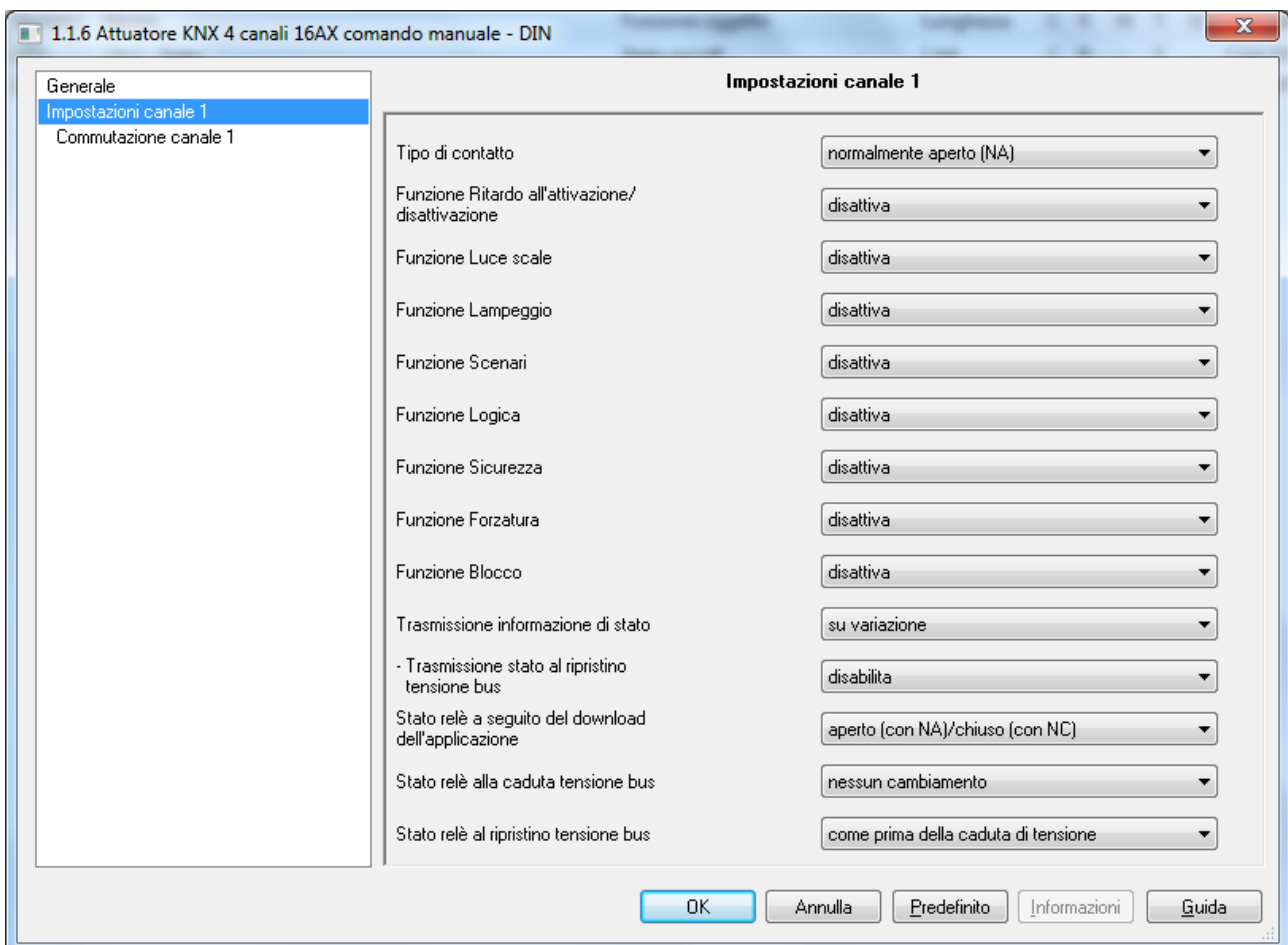 1.1.6 Attuatore KNX 4 canali 16AX comando manuale - DIN
Generale
Impostazioni canale 1
Commutazione canale 1
Impostazioni canale 1
Tipo di contatto
normalmente aperto (NA)
Funzione Ritardo all'attivazione/
disattivazione
disattiva
Funzione Luce scale
disattiva
Funzione Lampeggio
disattiva
Funzione Scenari
disattiva
Funzione Logica
disattiva
Funzione Sicurezza
disattiva
Funzione Forzatura
disattiva
Funzione Blocco
disattiva
Trasmissione informazione di stato
su variazione
- Trasmissione stato al ripristino
tensione bus
disabilita
Stato relè a seguito del download
dell'applicazione
aperto (con NA)/chiuso (con NC)
Stato relè alla caduta tensione bus
nessun cambiamento
Stato relè al ripristino tensione bus
come prima della caduta di tensione
OK
Annulla
Predefinito
Informazioni
Guida